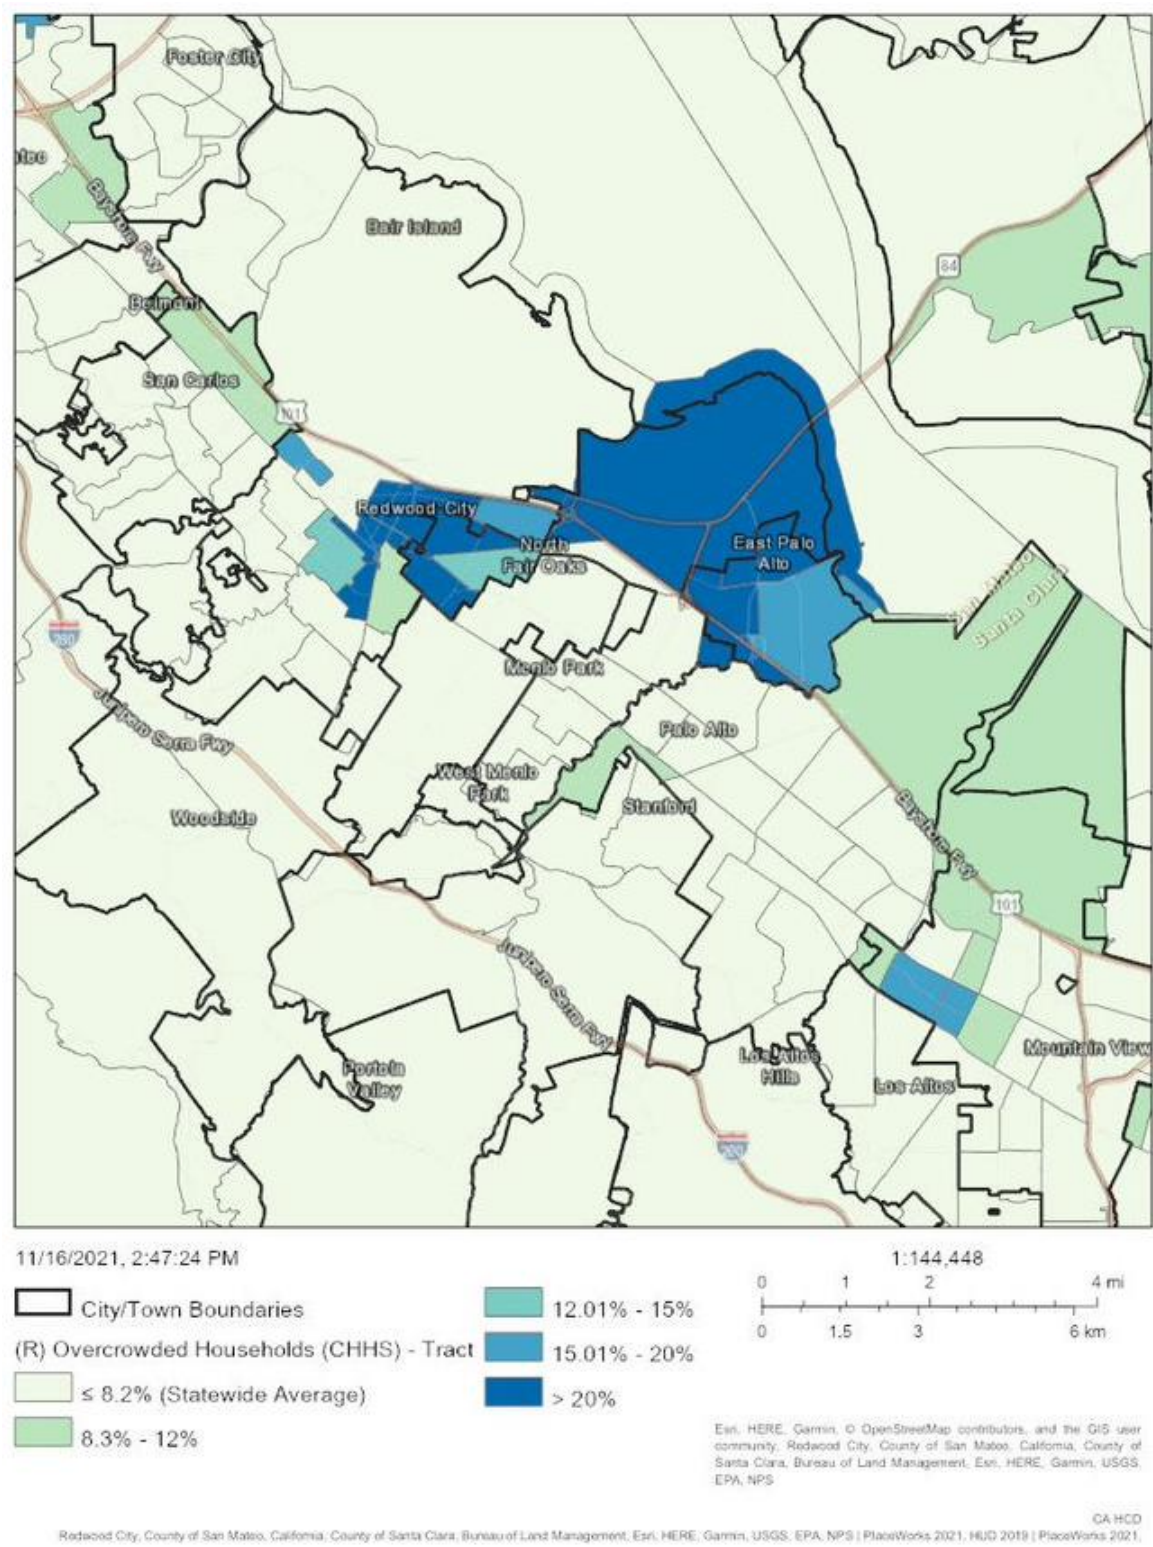 Foster City
ateo
Bayshore Fwy
Bair Island
84
Belmont
San Carlos
101
Redwood City
North
Fair Oaks
East Palo
Alto
San Mateo
Santa Clara
280
Menlo Park
Junipero Serra Fwy
Palo Alto
West Menlo
Park
Stanford
Woodside
Bayshore Fwy
101
Junipero Serra Fwy
Portola
Valley
Los Altos
Hills
Los Altos
Mountain View
280
11/16/2021, 2:47:24 PM
1:144,448
0 1 2 4 mi
0 1.5 3 6 km
City/Town Boundaries
(R) Overcrowded Households (CHHS) - Tract
≤ 8.2% (Statewide Average)
8.3% - 12%
12.01% - 15%
15.01% - 20%
> 20%
Esri, HERE, Garmin, © OpenStreetMap contributors, and the GIS user
community, Redwood City, County of San Mateo, California, County of
Santa Clara, Bureau of Land Management, Esri, HERE, Garmin, USGS,
EPA, NPS
CA HCD
Redwood City, County of San Mateo, California, County of Santa Clara, Bureau of Land Management, Esri, HERE, Garmin, USGS, EPA, NPS | PlaceWorks 2021, HUD 2019 | PlaceWorks 2021,